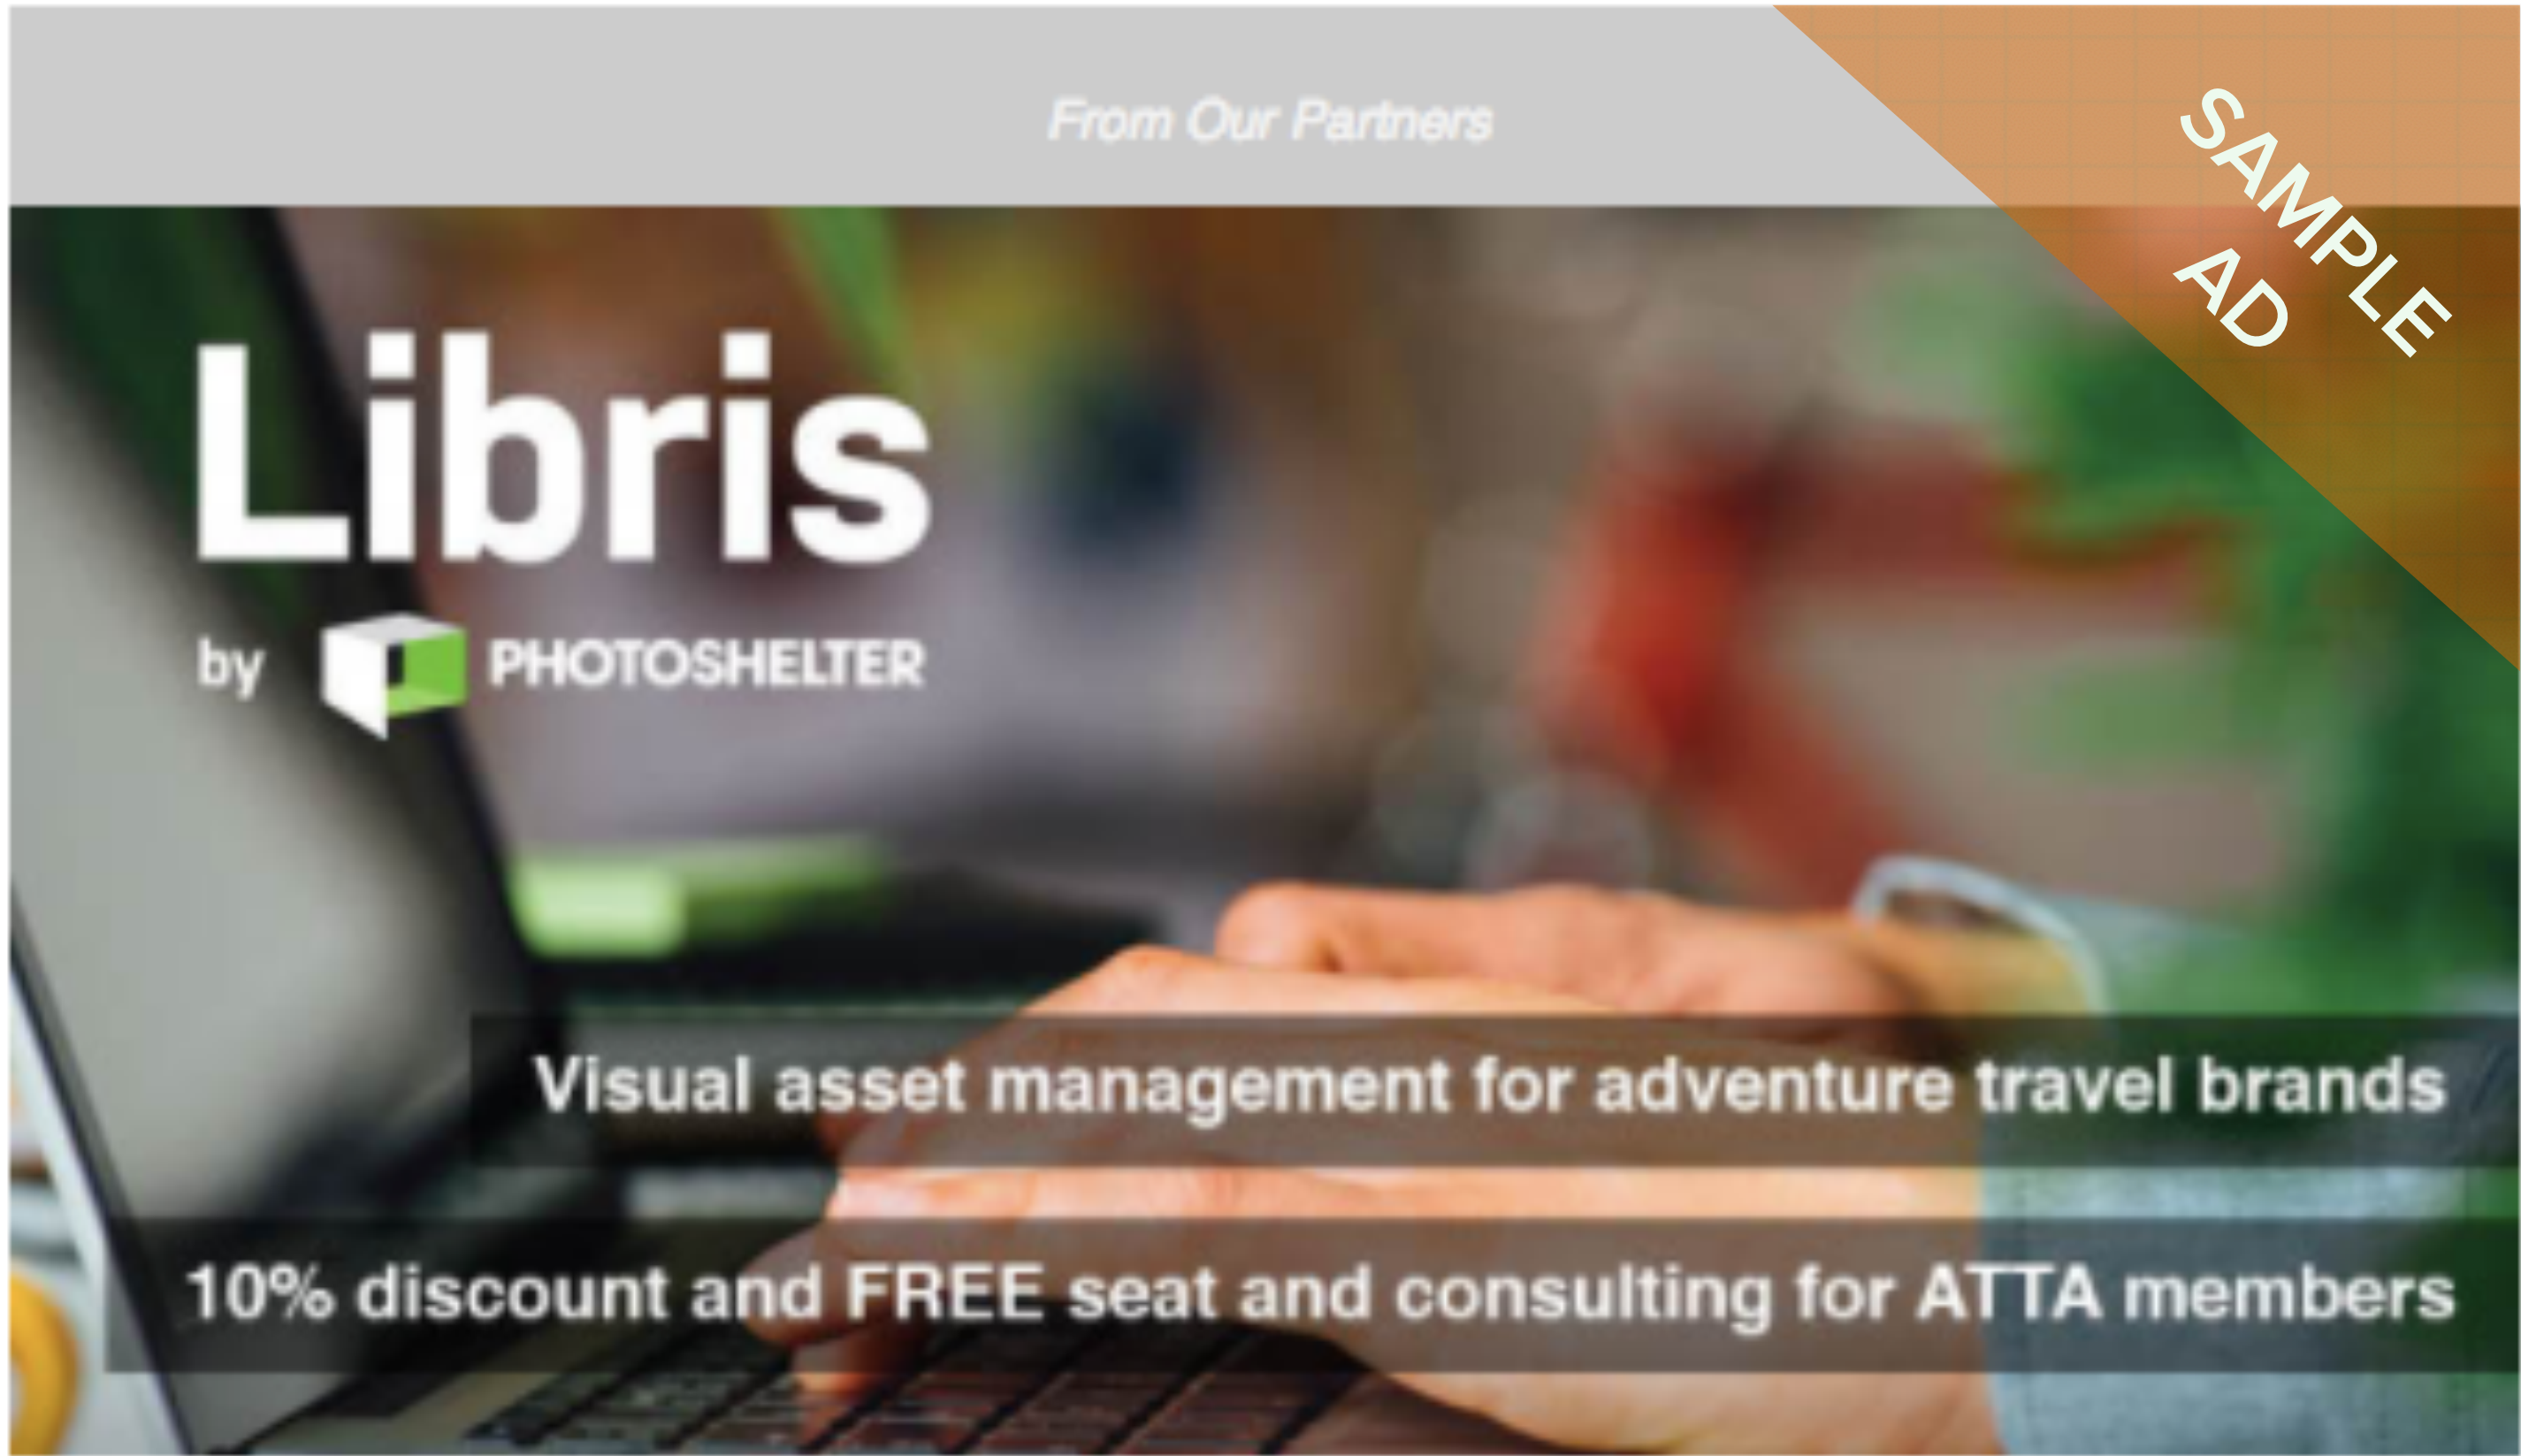 From Our Partners
SAMPLE
AD
Libris
by PHOTOSHELTER
Visual asset management for adventure travel brands
10% discount and FREE seat and consulting for ATTA members